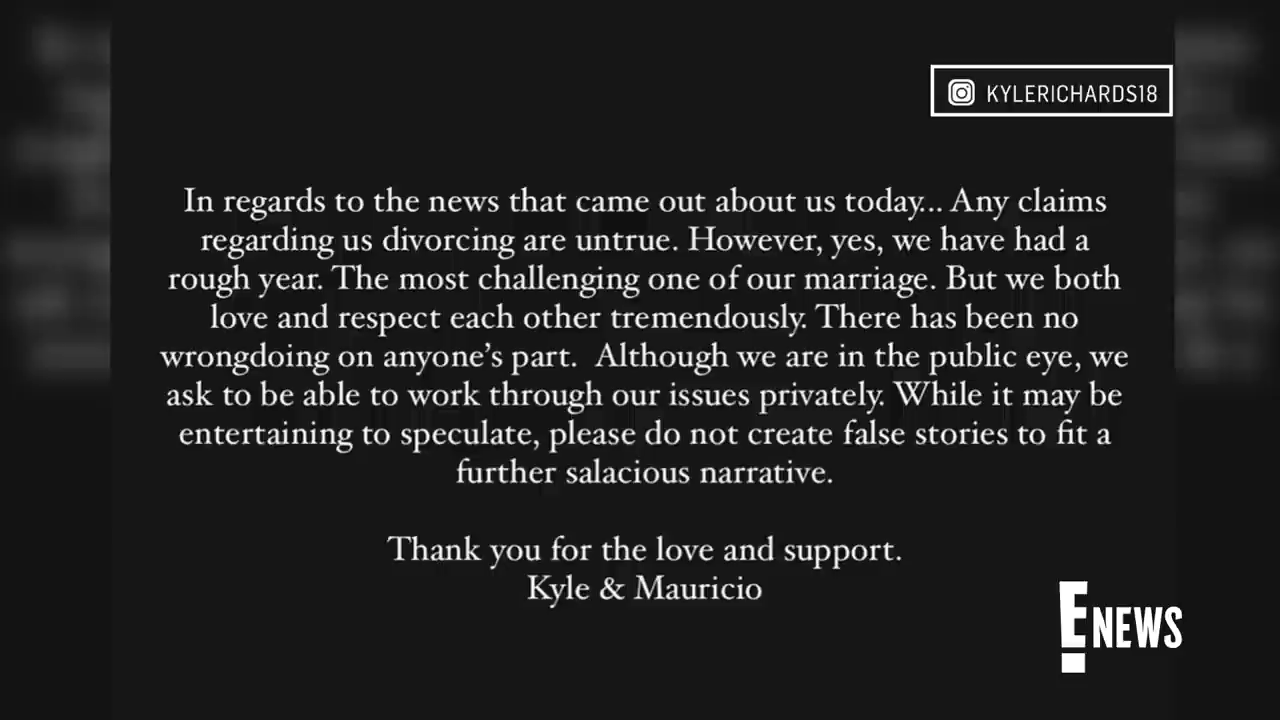 KYLERICHARDS18
In regards to the news that came out about us today... Any claims
regarding us divorcing are untrue. However, yes, we have had a
rough year. The most challenging one of our marriage. But we both
love and respect each other tremendously. There has been no
wrongdoing on anyone’s part.  Although we are in the public eye, we
ask to be able to work through our issues privately. While it may be
entertaining to speculate, please do not create false stories to fit a
further salacious narrative.
Thank you for the love and support.
Kyle & Mauricio
E! NEWS